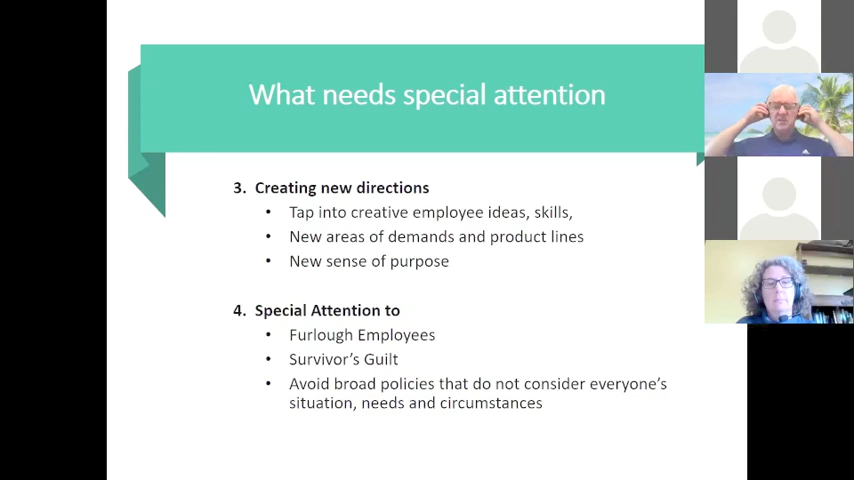 What needs special attention
3. Creating new directions
• Tap into creative employee ideas, skills,
• New areas of demands and product lines
• New sense of purpose
4. Special Attention to
• Furlough Employees
• Survivor’s Guilt
• Avoid broad policies that do not consider everyone’s
situation, needs and circumstances